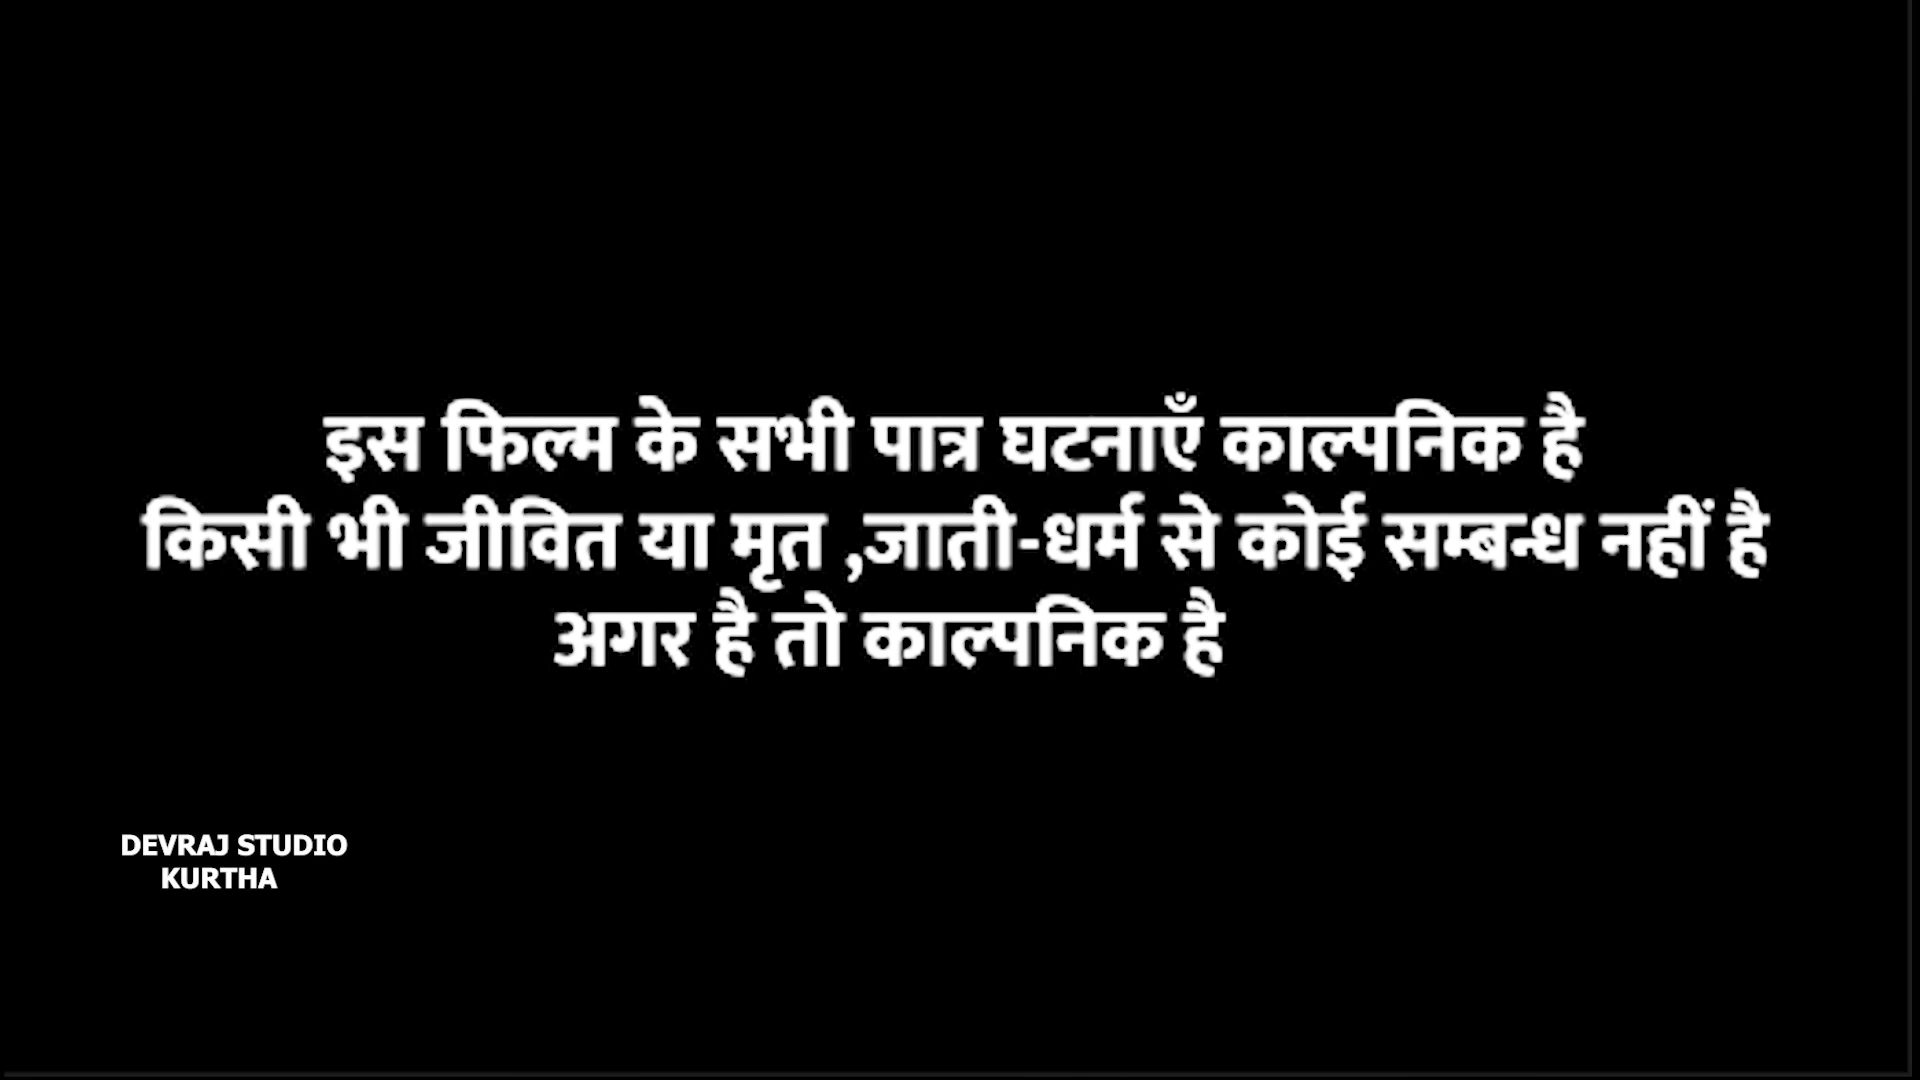 इस फिल्म के सभी पात्र घटनाएँ काल्पनिक है
किसी भी जीवित या मृत ,जाती-धर्म से कोई सम्बन्ध नहीं है
अगर है तो काल्पनिक है
DEVRAJ STUDIO
KURTHA